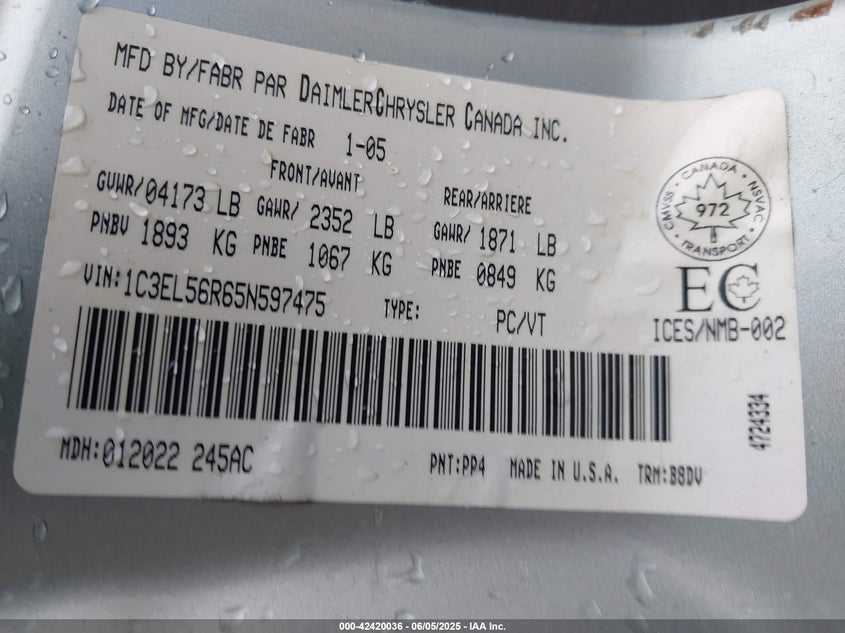 MFD BY/FABR PAR DAIMLERCHRYSLER CANADA INC.
DATE OF MFG/DATE DE FABR 1-05
FRONT/AVANT REAR/ARRIERE
GVWR/04173 LB GAWR/ 2352 LB GAWR/ 1871 LB
PNBV 1893 KG PNBE 1067 KG PNBE 0849 KG
VIN:1C3EL56R65N597475 TYPE: PC/VT
CMVSS · CANADA · NSVAC · TRANSPORT ·
972
EC
ICES/NMB-002
4724334
MDH:012022 245AC PNT:PP4 MADE IN U.S.A. TRM:B8DV
000-42420036 - 06/05/2025 - IAA Inc.